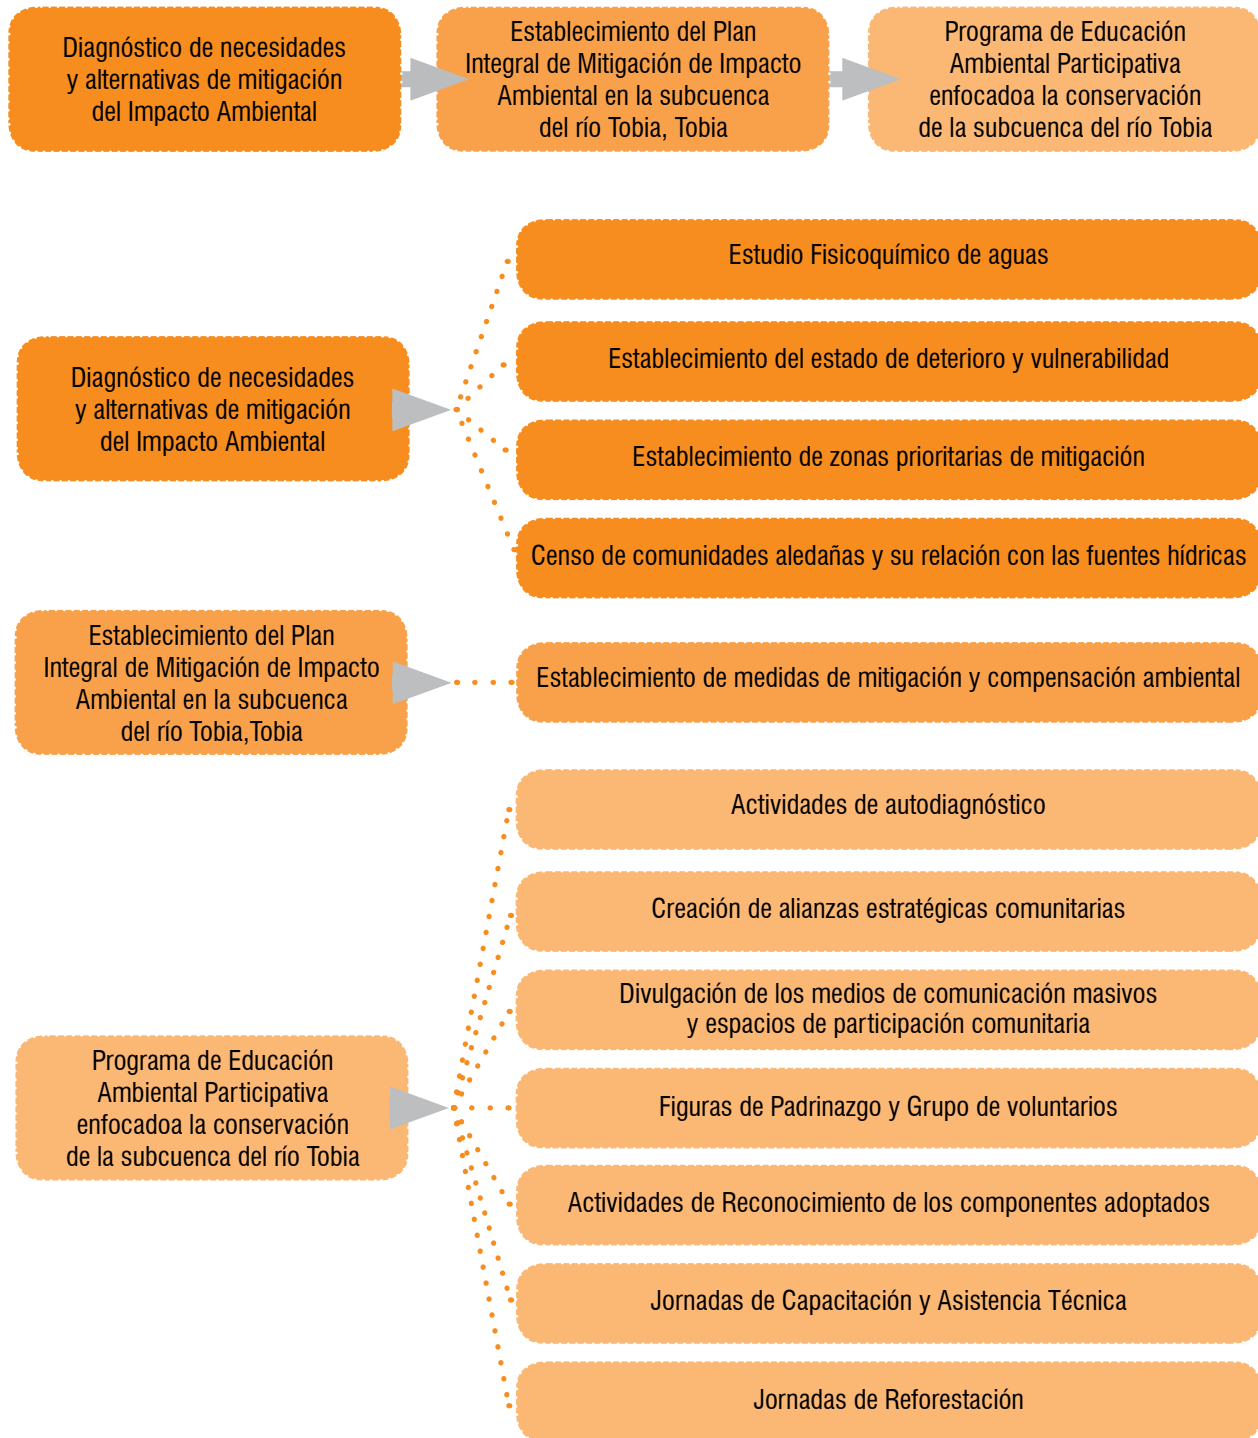 Diagnóstico de necesidades
y alternativas de mitigación
del Impacto Ambiental
Establecimiento del Plan
Integral de Mitigación de Impacto
Ambiental en la subcuenca
del río Tobia, Tobia
Programa de Educación
Ambiental Participativa
enfocadoa la conservación
de la subcuenca del río Tobia
Diagnóstico de necesidades
y alternativas de mitigación
del Impacto Ambiental
Estudio Fisicoquímico de aguas
Establecimiento del estado de deterioro y vulnerabilidad
Establecimiento de zonas prioritarias de mitigación
Censo de comunidades aledañas y su relación con las fuentes hídricas
Establecimiento del Plan
Integral de Mitigación de Impacto
Ambiental en la subcuenca
del río Tobia,Tobia
Establecimiento de medidas de mitigación y compensación ambiental
Programa de Educación
Ambiental Participativa
enfocadoa la conservación
de la subcuenca del río Tobia
Actividades de autodiagnóstico
Creación de alianzas estratégicas comunitarias
Divulgación de los medios de comunicación masivos
y espacios de participación comunitaria
Figuras de Padrinazgo y Grupo de voluntarios
Actividades de Reconocimiento de los componentes adoptados
Jornadas de Capacitación y Asistencia Técnica
Jornadas de Reforestación